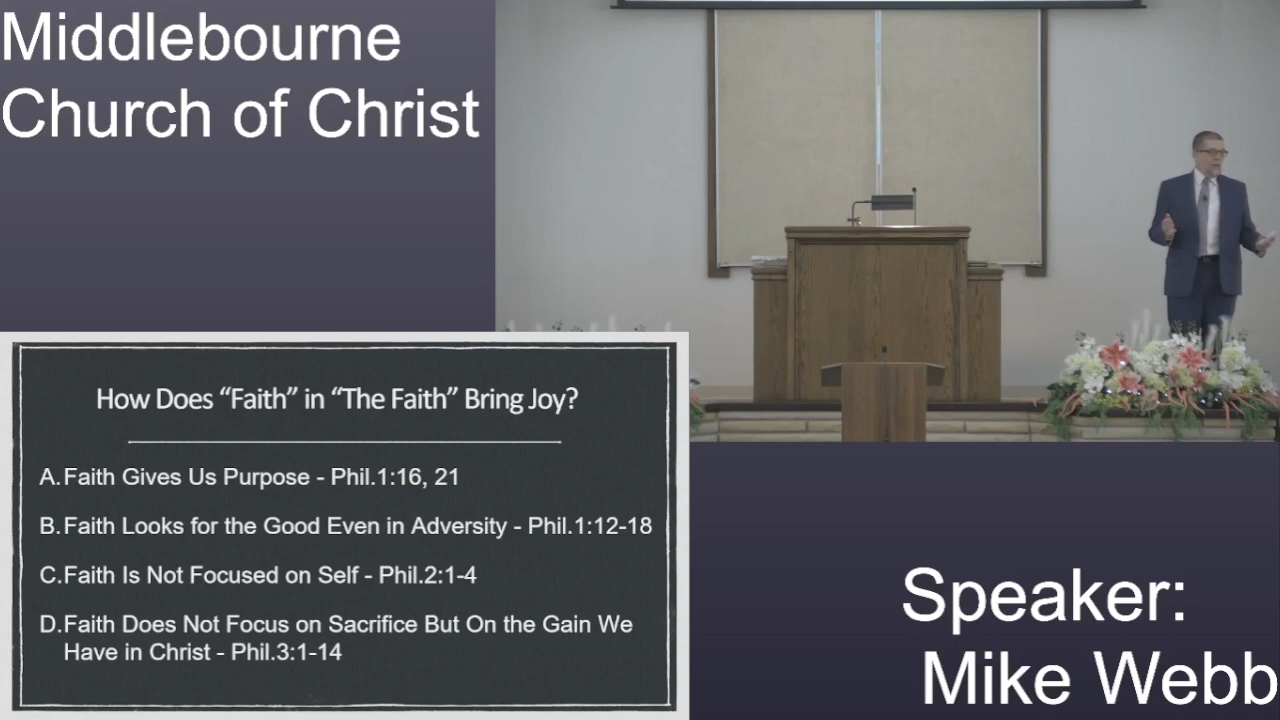 Middlebourne
Church of Christ
How Does “Faith” in “The Faith” Bring Joy?
A.Faith Gives Us Purpose - Phil.1:16, 21
B.Faith Looks for the Good Even in Adversity - Phil.1:12-18
C.Faith Is Not Focused on Self - Phil.2:1-4
D.Faith Does Not Focus on Sacrifice But On the Gain We
Have in Christ - Phil.3:1-14
Speaker:
Mike Webb